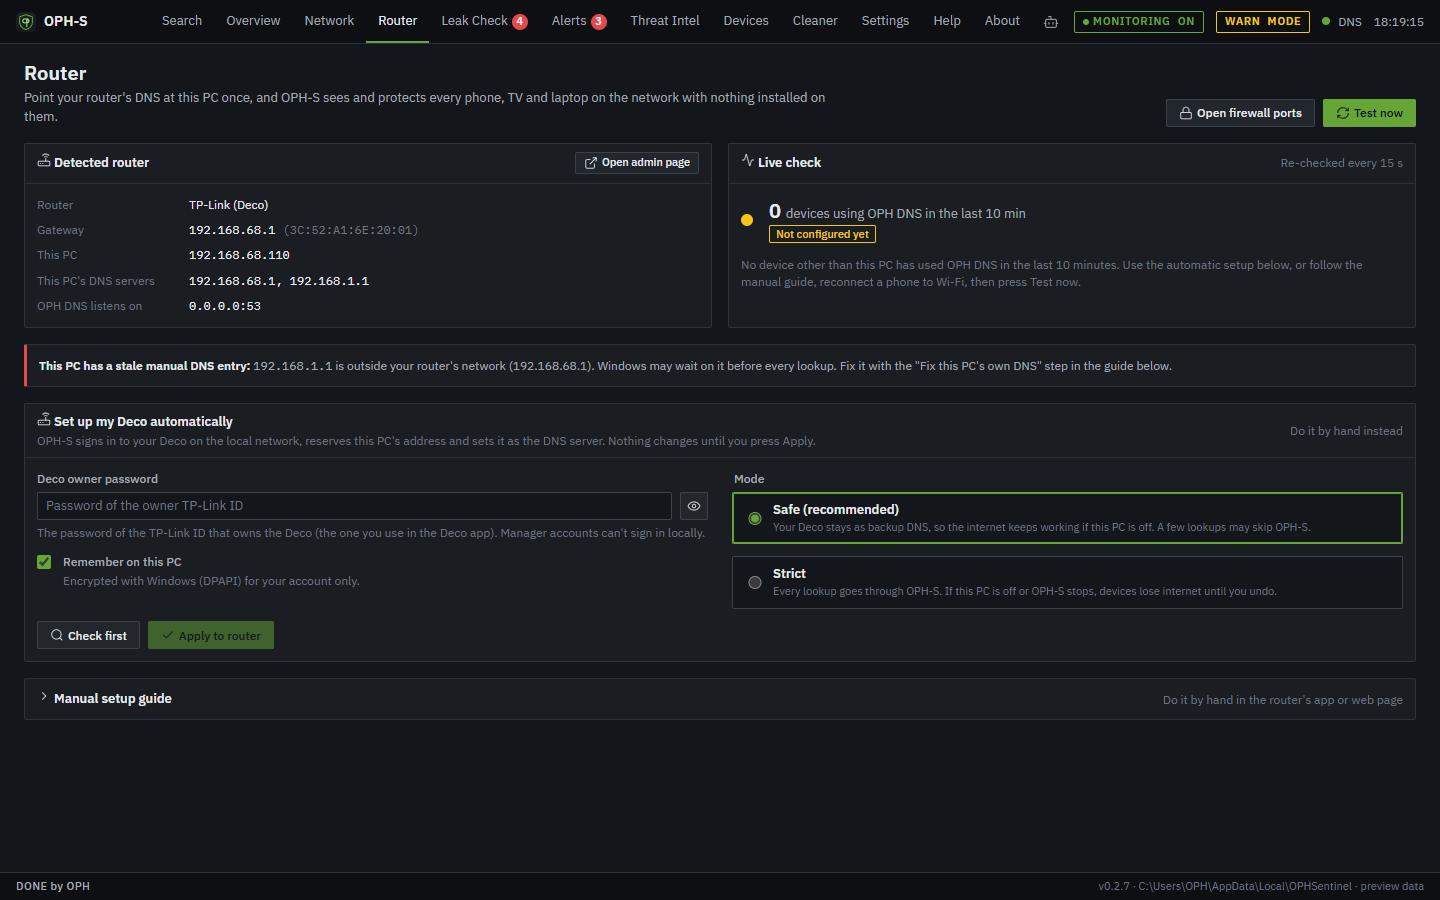 OPH-S
Search
Overview
Network
Router
Leak Check 4
Alerts 3
Threat Intel
Devices
Cleaner
Settings
Help
About
MONITORING ON
WARN MODE
DNS
18:19:15
Router
Point your router's DNS at this PC once, and OPH-S sees and protects every phone, TV and laptop on the network with nothing installed on
them.
Open firewall ports
Test now
Detected router
Open admin page
Router TP-Link (Deco)
Gateway 192.168.68.1 (3C:52:A1:6E:20:01)
This PC 192.168.68.110
This PC's DNS servers 192.168.68.1, 192.168.1.1
OPH DNS listens on 0.0.0.0:53
Live check
Re-checked every 15 s
0 devices using OPH DNS in the last 10 min
Not configured yet
No device other than this PC has used OPH DNS in the last 10 minutes. Use the automatic setup below, or follow the
manual guide, reconnect a phone to Wi-Fi, then press Test now.
This PC has a stale manual DNS entry: 192.168.1.1 is outside your router's network (192.168.68.1). Windows may wait on it before every lookup. Fix it with the "Fix this PC's own DNS" step in the guide below.
Set up my Deco automatically
OPH-S signs in to your Deco on the local network, reserves this PC's address and sets it as the DNS server. Nothing changes until you press Apply.
Do it by hand instead
Deco owner password
Password of the owner TP-Link ID
The password of the TP-Link ID that owns the Deco (the one you use in the Deco app). Manager accounts can't sign in locally.
Remember on this PC
Encrypted with Windows (DPAPI) for your account only.
Mode
Safe (recommended)
Your Deco stays as backup DNS, so the internet keeps working if this PC is off. A few lookups may skip OPH-S.
Strict
Every lookup goes through OPH-S. If this PC is off or OPH-S stops, devices lose internet until you undo.
Check first
Apply to router
Manual setup guide
Do it by hand in the router's app or web page
DONE by OPH
v0.2.7 · C:\Users\OPH\AppData\Local\OPHSentinel · preview data